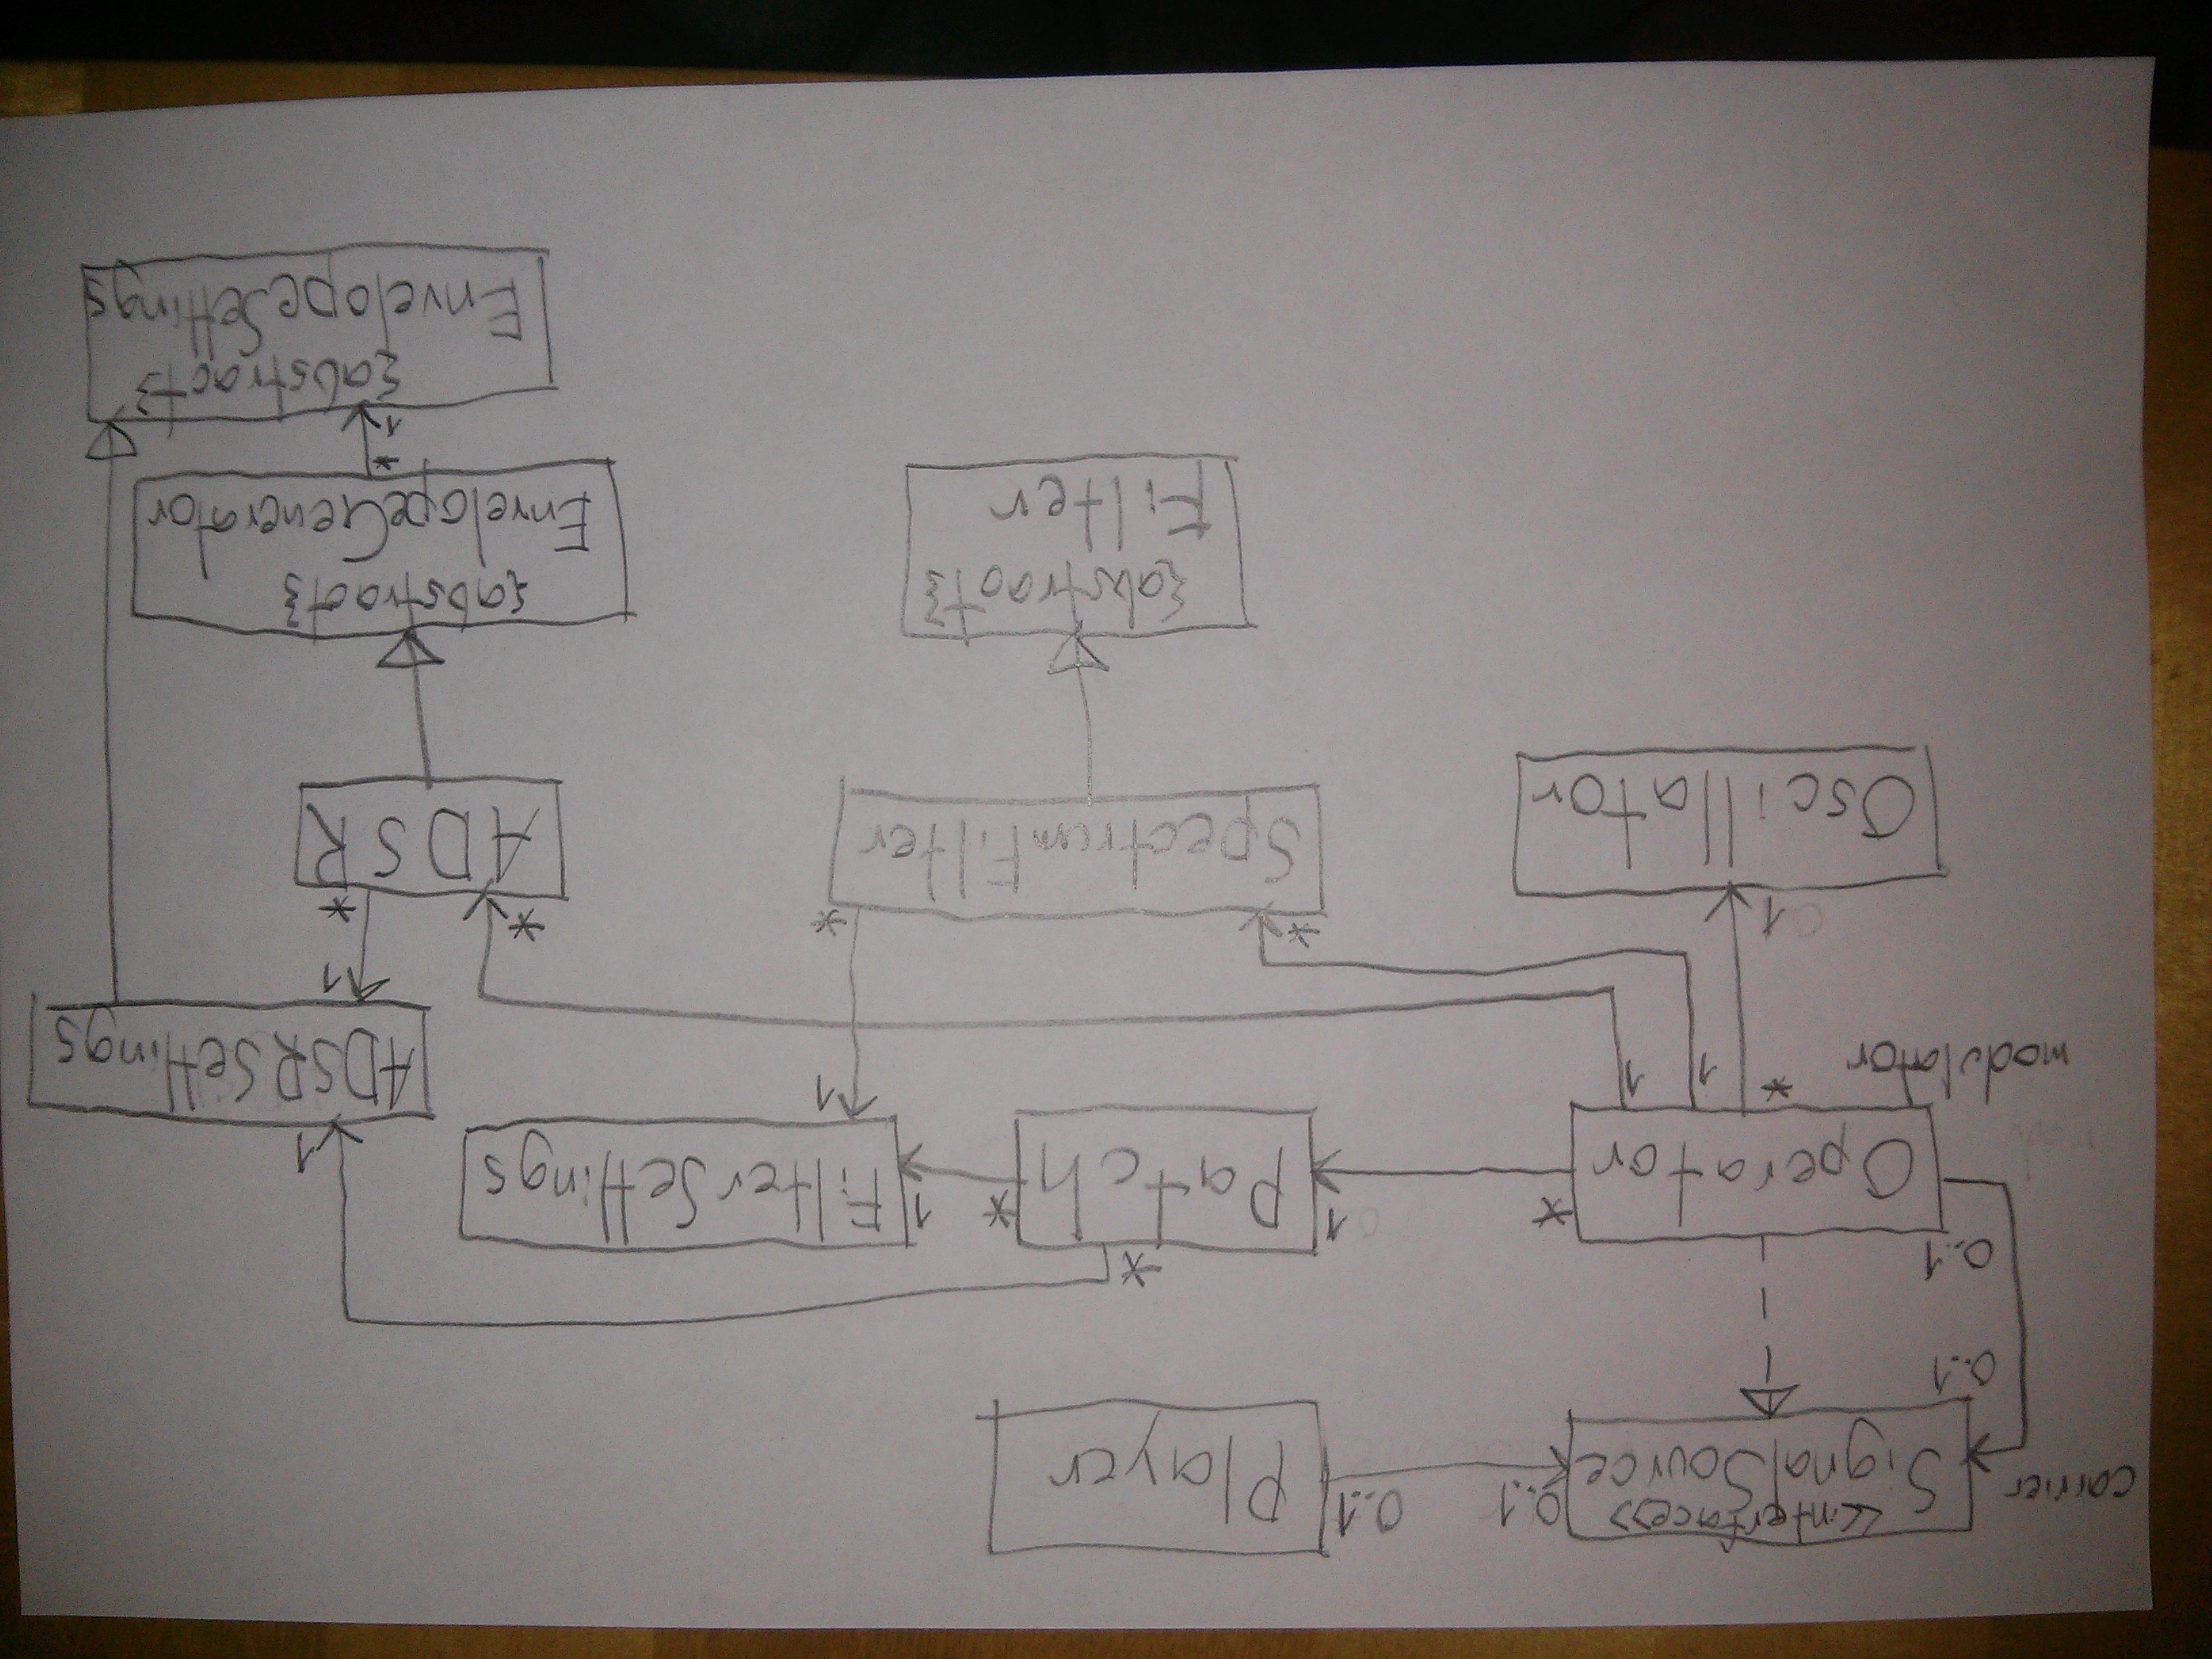 carrier
<<interface>>
SignalSource
0..1
0..1
Player
0..1
0..1
Operator
*
1
Patch
*
*
1
FilterSettings
1
ADSRSettings
modulator
*
1
1
1
1
1
Oscillator
*
SpectrumFilter
*
*
ADSR
*
{abstract}
Filter
{abstract}
EnvelopeGenerator
*
1
{abstract}
EnvelopeSettings